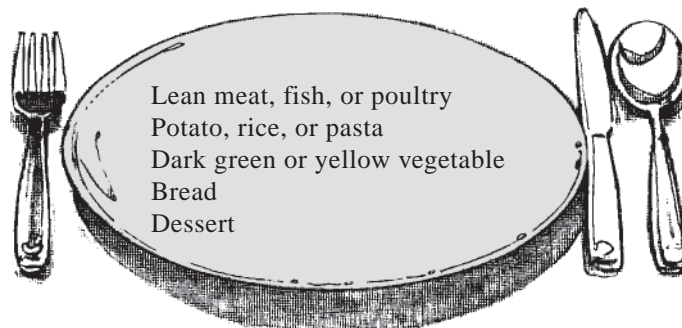 Lean meat, fish, or poultry
Potato, rice, or pasta
Dark green or yellow vegetable
Bread
Dessert